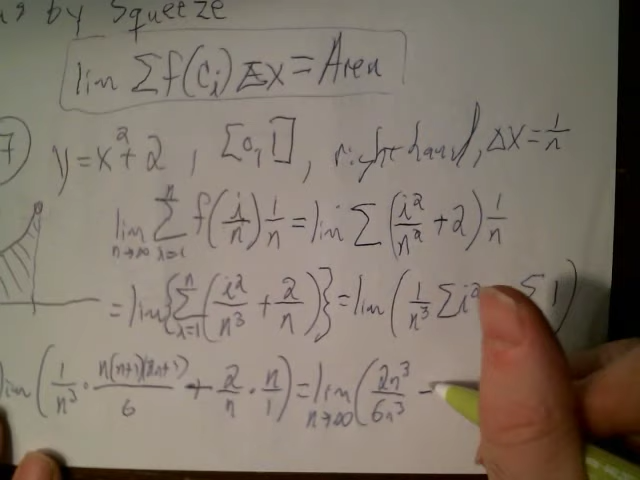 by Squeeze
lim Σf(cᵢ)Δx = Area
7
y = x² + 2, [0, 1], right hand, Δx = 1/n
lim n→∞ Σ i=1 n f(i/n) 1/n = lim Σ (i²/n² + 2) 1/n
= lim { Σ i=1 n (i²/n³ + 2/n) } = lim (1/n³ Σi² Σ 1)
lim (1/n³ · n(n+1)(2n+1)/6 + 2/n · n/1) = lim n→∞ (2n³/6n³